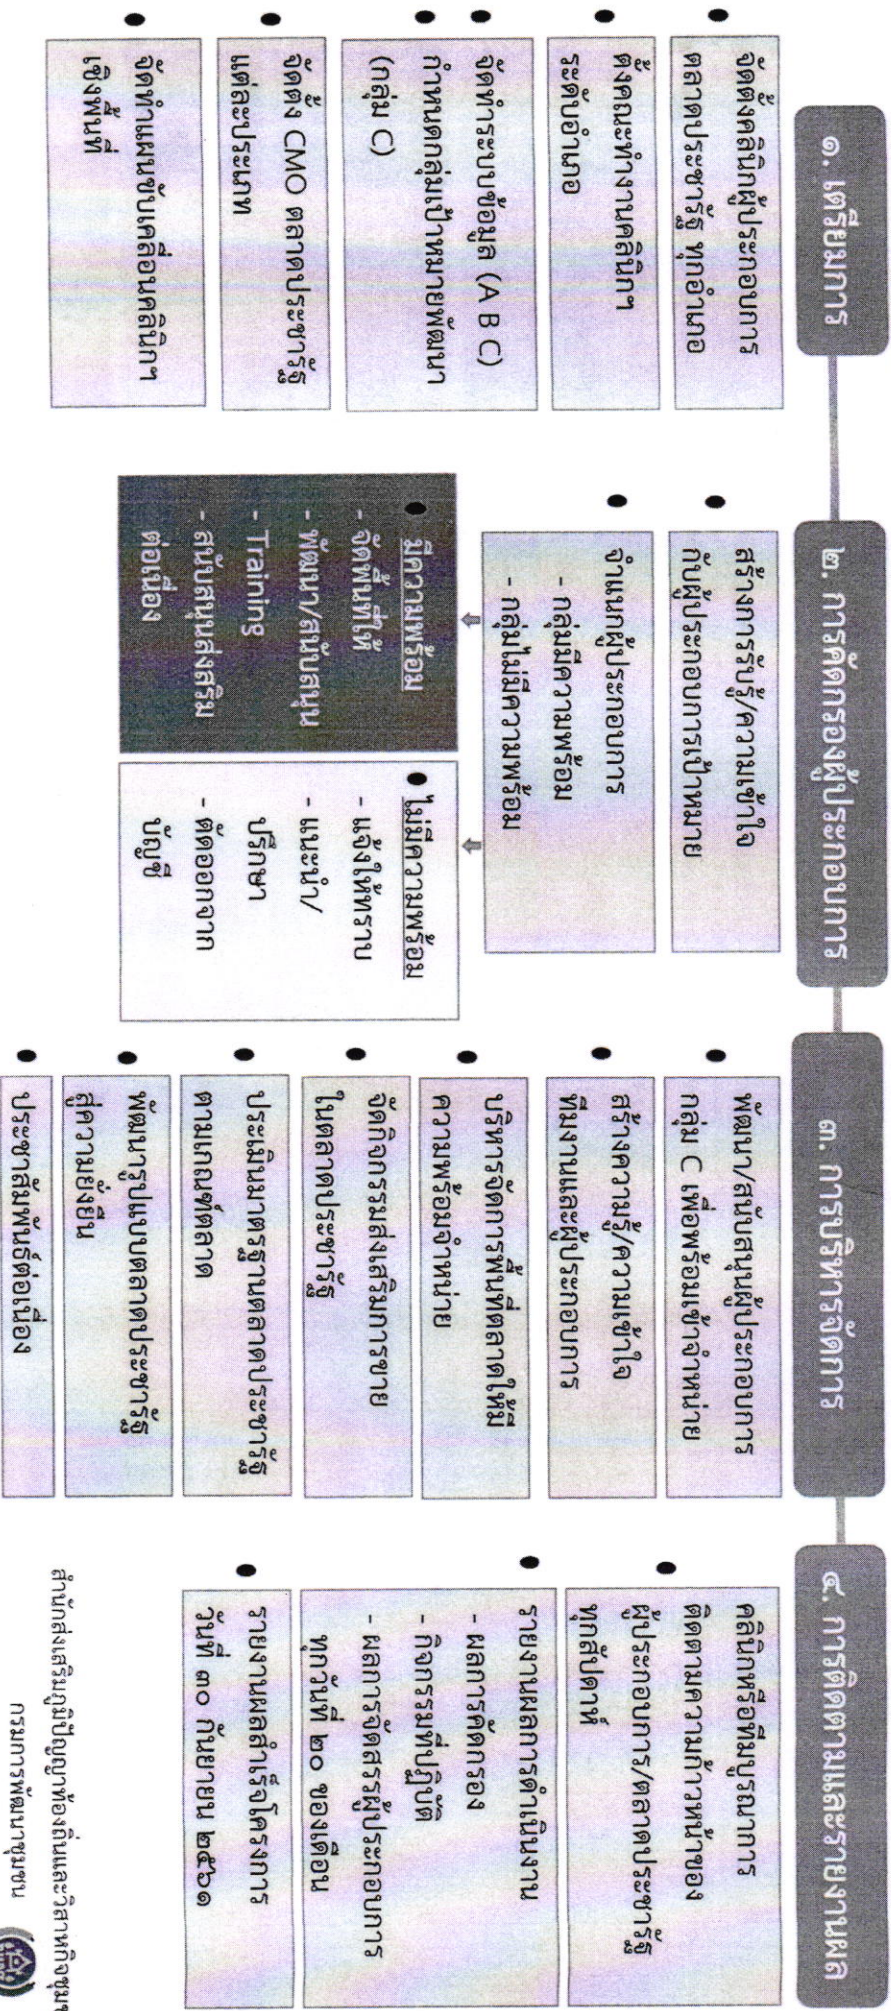 ๑. เตรียมการ
จัดตั้งคลินิกผู้ประกอบการ
ตลาดประชารัฐ ทุกอำเภอ
ตั้งคณะทำงานคลินิกฯ
ระดับอำเภอ
จัดทำระบบข้อมูล (A B C)
กำหนดกลุ่มเป้าหมายพัฒนา
(กลุ่ม C)
จัดตั้ง CMO ตลาดประชารัฐ
แต่ละประเภท
จัดทำแผนขับเคลื่อนคลินิกฯ
เชิงพื้นที่
๒. การคัดกรองผู้ประกอบการ
สร้างการรับรู้/ความเข้าใจ
กับผู้ประกอบการเป้าหมาย
จำแนกผู้ประกอบการ
- กลุ่มมีความพร้อม
- กลุ่มไม่มีความพร้อม
มีความพร้อม
- จัดพื้นที่ให้
- พัฒนา/สนับสนุน
- Training
- สนับสนุนส่งเสริม
ต่อเนื่อง
ไม่มีความพร้อม
- แจ้งให้ทราบ
- แนะนำ/
ปรึกษา
- คัดออกจาก
บัญชี
๓. การบริหารจัดการ
พัฒนา/สนับสนุนผู้ประกอบการ
กลุ่ม C เพื่อพร้อมเข้าจำหน่าย
สร้างความรู้/ความเข้าใจ
ทีมงานและผู้ประกอบการ
บริหารจัดการพื้นที่ตลาดให้มี
ความพร้อมจำหน่าย
จัดกิจกรรมส่งเสริมการขาย
ในตลาดประชารัฐ
ประเมินมาตรฐานตลาดประชารัฐ
ตามเกณฑ์ตลาด
พัฒนารูปแบบตลาดประชารัฐ
สู่ความยั่งยืน
ประชาสัมพันธ์ต่อเนื่อง
๔. การติดตามและรายงานผล
คลินิกหรือทีมบูรณาการ
ติดตามความก้าวหน้าของ
ผู้ประกอบการ/ตลาดประชารัฐ
ทุกสัปดาห์
รายงานผลการดำเนินงาน
- ผลการคัดกรอง
- กิจกรรมที่ปฏิบัติ
- ผลการจัดสรรผู้ประกอบการ
ทุกวันที่ ๒๐ ของเดือน
รายงานผลสำเร็จโครงการ
วันที่ ๓๐ กันยายน ๒๕๖๑
สำนักส่งเสริมภูมิปัญญาท้องถิ่นและวิสาหกิจชุมชน
กรมการพัฒนาชุมชน